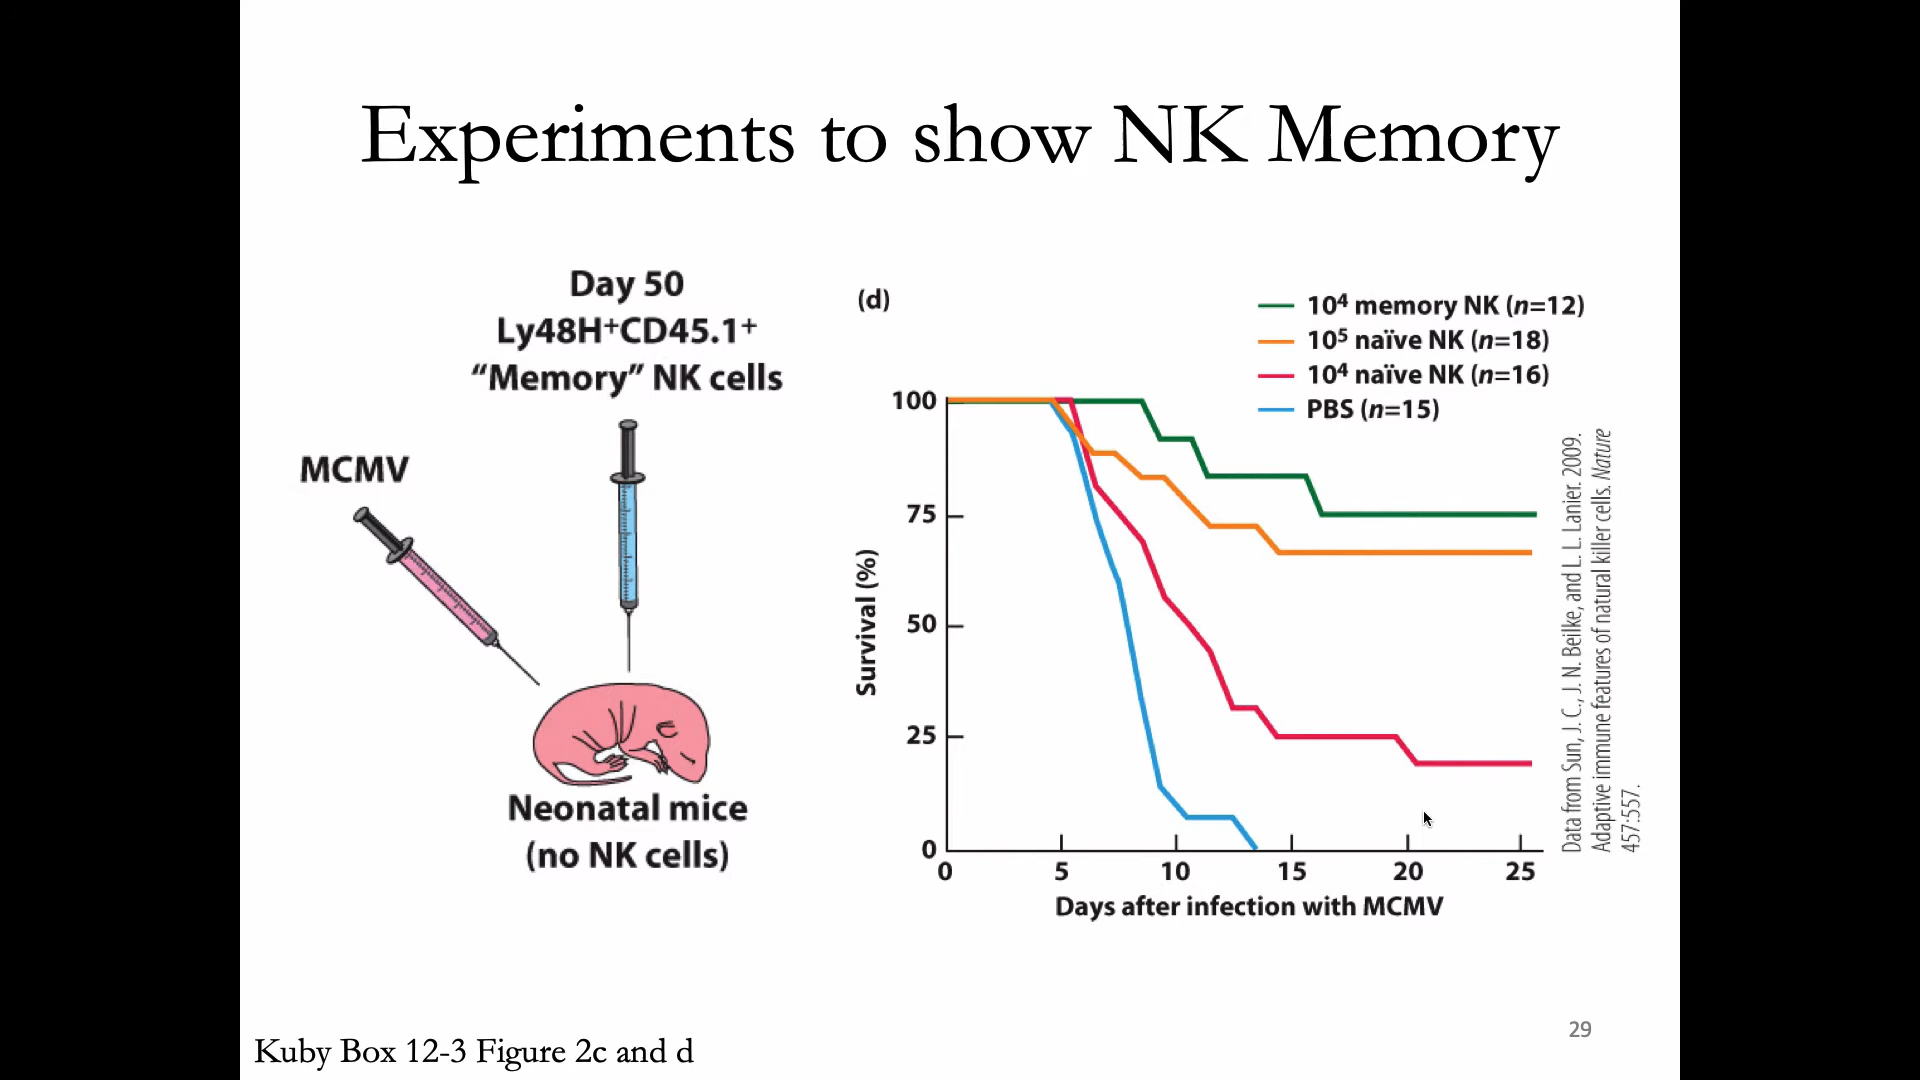 Experiments to show NK Memory
Day 50
Ly48H⁺CD45.1⁺
“Memory” NK cells
MCMV
Neonatal mice
(no NK cells)
(d)
10⁴ memory NK (n=12)
10⁵ naïve NK (n=18)
10⁴ naïve NK (n=16)
PBS (n=15)
100
75
50
25
0
Survival (%)
0 5 10 15 20 25
Days after infection with MCMV
Data from Sun, J. C., J. N. Beilke, and L. L. Lanier. 2009.
Adaptive immune features of natural killer cells. Nature
457:557.
29
Kuby Box 12-3 Figure 2c and d